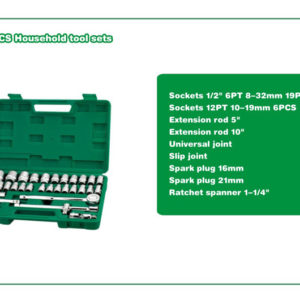 CS Household tool sets
Sockets 1/2" 6PT 8–32mm 19P
Sockets 12PT 10–19mm 6PCS
Extension rod 5"
Extension rod 10"
Universal joint
Slip joint
Spark plug 16mm
Spark plug 21mm
Ratchet spanner 1–1/4"